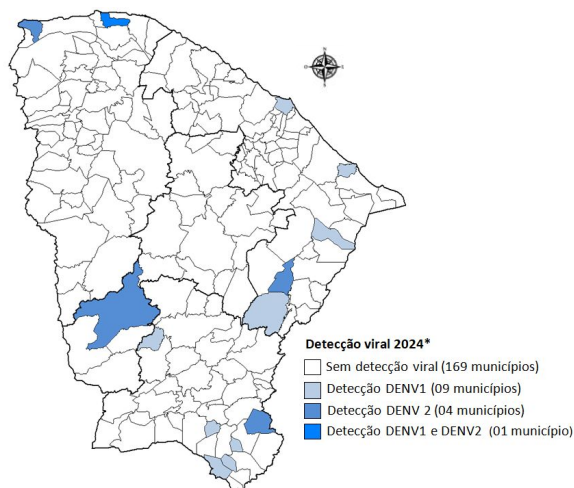 Detecção viral 2024*
Sem detecção viral (169 municípios)
Detecção DENV1 (09 municípios)
Detecção DENV 2 (04 municípios)
Detecção DENV1 e DENV2 (01 município)